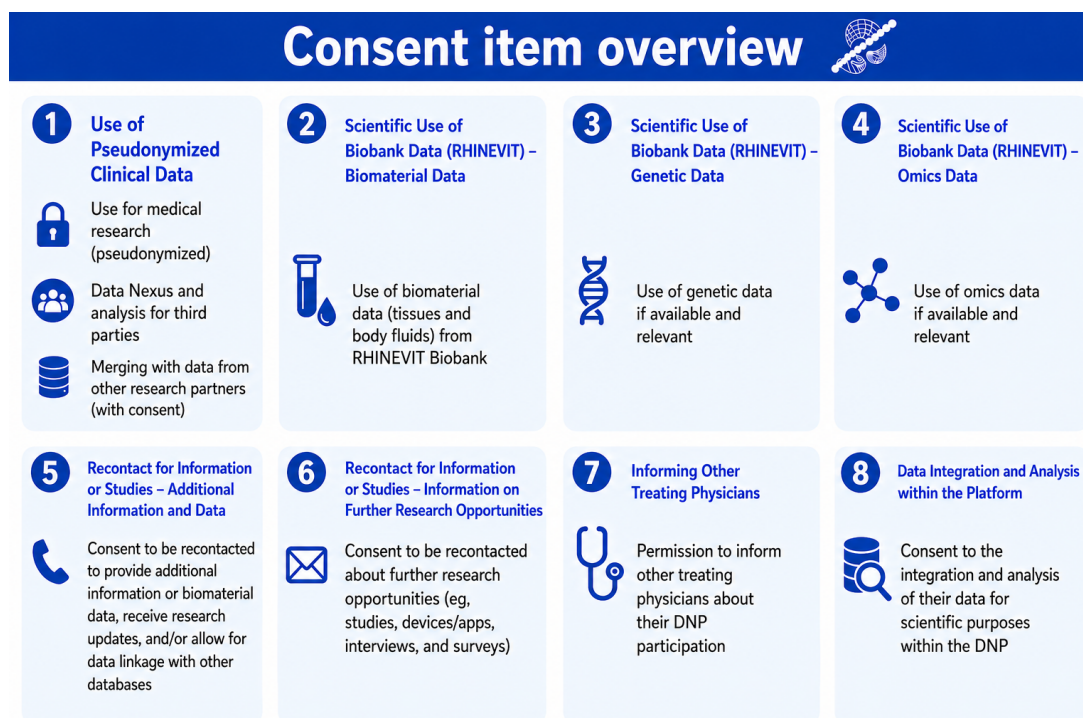 Consent item overview
1
Use of
Pseudonymized
Clinical Data
Use for medical
research
(pseudonymized)
Data Nexus and
analysis for third
parties
Merging with data from
other research partners
(with consent)
2
Scientific Use of
Biobank Data (RHINEVIT) –
Biomaterial Data
Use of biomaterial
data (tissues and
body fluids) from
RHINEVIT Biobank
3
Scientific Use of
Biobank Data (RHINEVIT) –
Genetic Data
Use of genetic data
if available and
relevant
4
Scientific Use of
Biobank Data (RHINEVIT) –
Omics Data
Use of omics data
if available and
relevant
5
Recontact for Information
or Studies – Additional
Information and Data
Consent to be recontacted
to provide additional
information or biomaterial
data, receive research
updates, and/or allow for
data linkage with other
databases
6
Recontact for Information
or Studies – Information on
Further Research Opportunities
Consent to be recontacted
about further research
opportunities (eg,
studies, devices/apps,
interviews, and surveys)
7
Informing Other
Treating Physicians
Permission to inform
other treating
physicians about
their DNP
participation
8
Data Integration and Analysis
within the Platform
Consent to the
integration and analysis
of their data for
scientific purposes
within the DNP